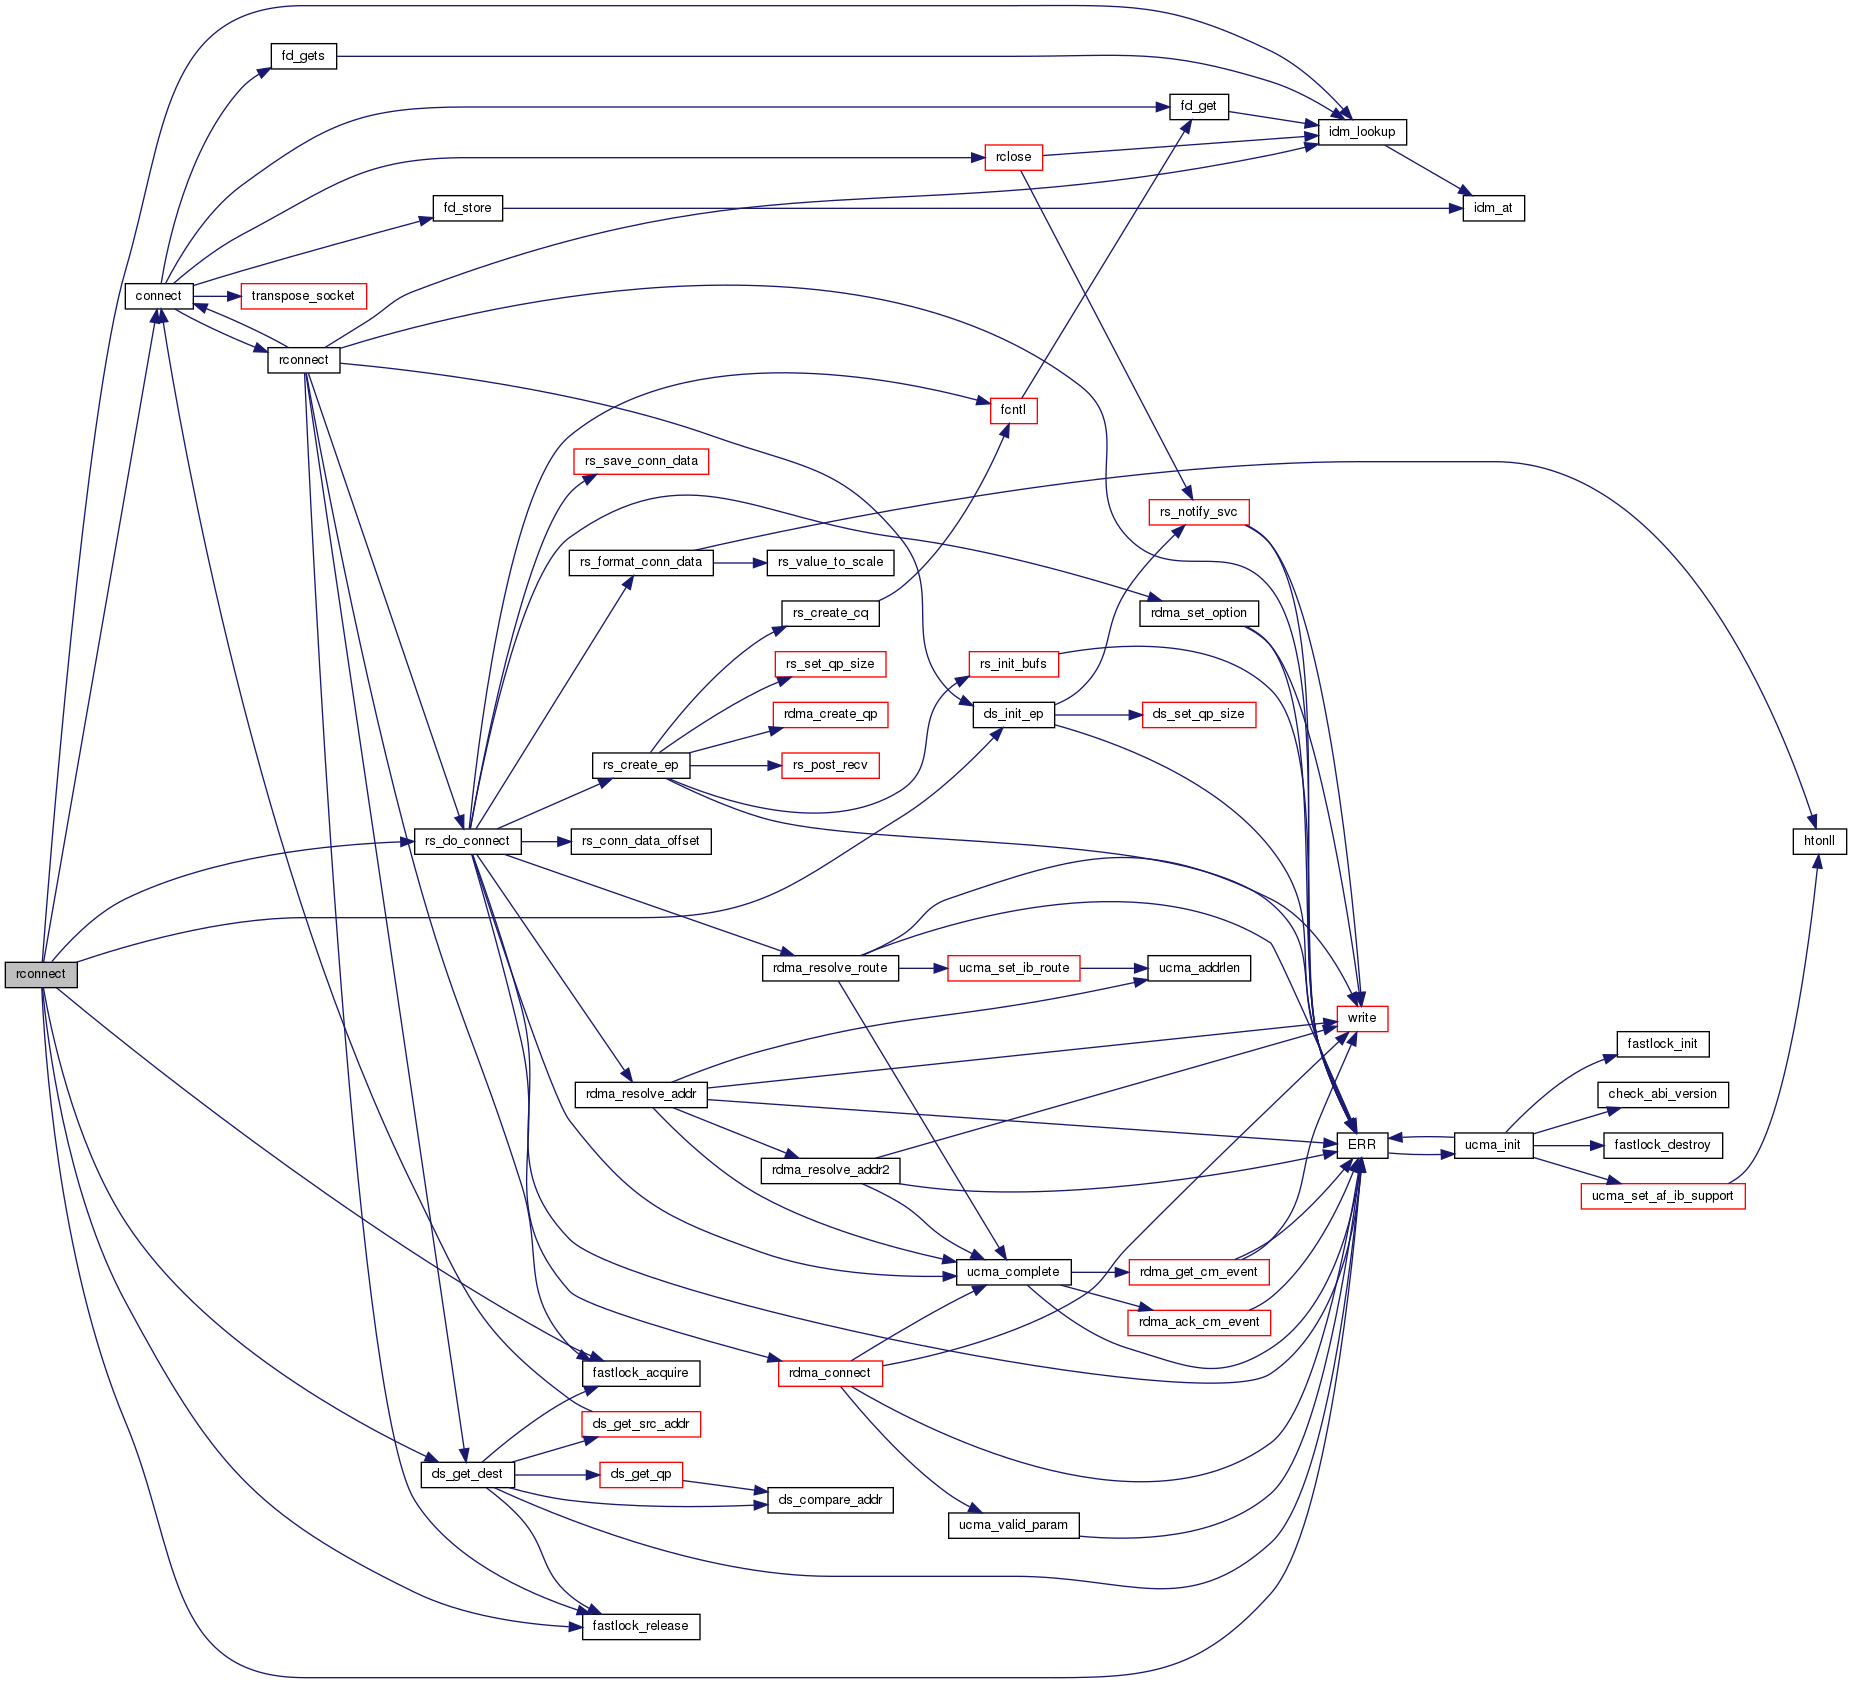 fd_gets
fd_get
idm_lookup
rclose
fd_store
idm_at
connect
transpose_socket
rconnect
fcntl
rs_save_conn_data
rs_notify_svc
rs_format_conn_data
rs_value_to_scale
rs_create_cq
rdma_set_option
rs_set_qp_size
rs_init_bufs
rdma_create_qp
ds_init_ep
ds_set_qp_size
rs_create_ep
rs_post_recv
rs_do_connect
rs_conn_data_offset
htonll
rconnect
rdma_resolve_route
ucma_set_ib_route
ucma_addrlen
write
fastlock_init
rdma_resolve_addr
check_abi_version
ERR
ucma_init
fastlock_destroy
rdma_resolve_addr2
ucma_set_af_ib_support
ucma_complete
rdma_get_cm_event
rdma_ack_cm_event
fastlock_acquire
rdma_connect
ds_get_src_addr
ds_get_dest
ds_get_qp
ds_compare_addr
ucma_valid_param
fastlock_release